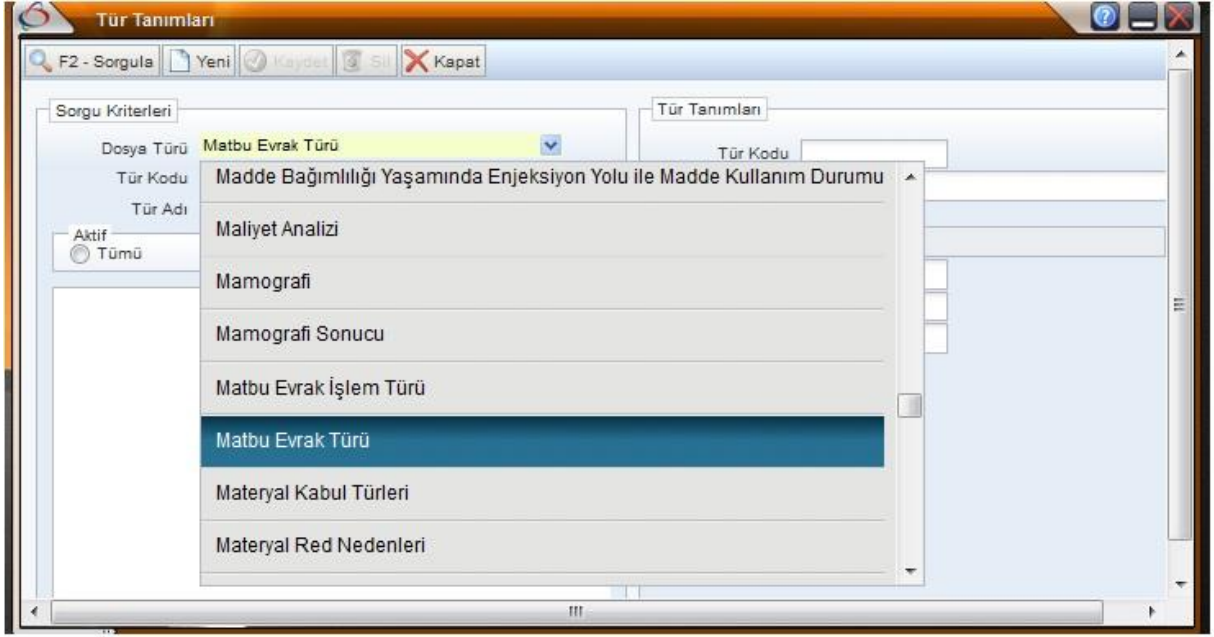 Tür Tanımları
F2 - Sorgula Yeni Kaydet Sil Kapat
Sorgu Kriterleri
Tür Tanımları
Dosya Türü Matbu Evrak Türü
Tür Kodu
Tür Kodu
Tür Adı
Aktif
Tümü
Madde Bağımlılığı Yaşamında Enjeksiyon Yolu ile Madde Kullanım Durumu
Maliyet Analizi
Mamografi
Mamografi Sonucu
Matbu Evrak İşlem Türü
Matbu Evrak Türü
Materyal Kabul Türleri
Materyal Red Nedenleri